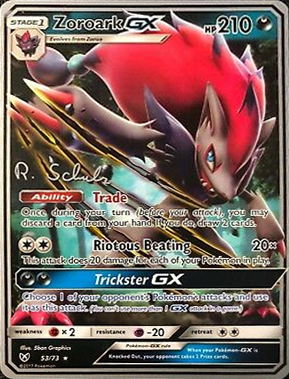 STAGE 1 Zoroark GX HP 210
Evolves from Zorua
R. Schulz
Ability Trade
Once during your turn (before your attack), you may
discard a card from your hand. If you do, draw 2 cards.
Riotous Beating 20×
This attack does 20 damage for each of your Pokémon in play.
Trickster GX
Choose 1 of your opponent's Pokémon's attacks and use
it as this attack. (You can't use more than 1 GX attack in a game.)
weakness × 2 resistance -20 retreat
Illus. 5ban Graphics Pokémon-GX rule When your Pokémon-GX is
53/73 Knocked Out, your opponent takes 2 Prize cards.
©2017 Pokémon